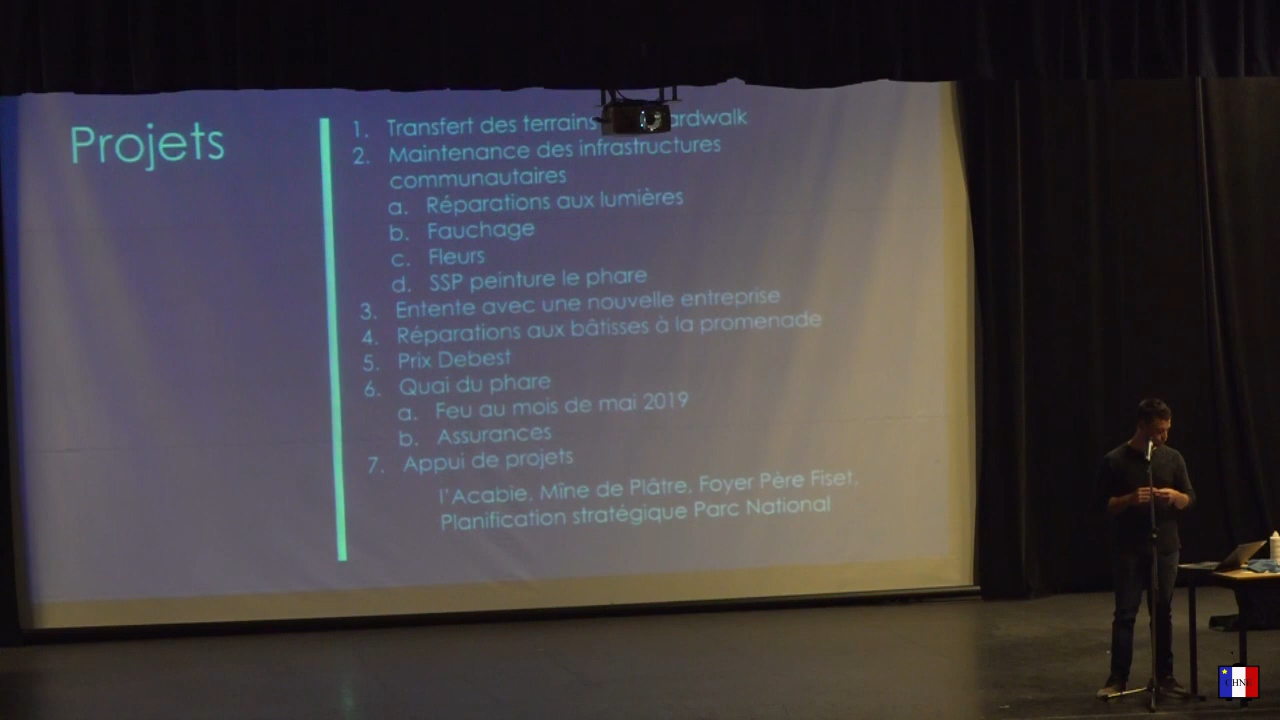 Projets
1. Transfert des terrains ardwalk
2. Maintenance des infrastructures
communautaires
a. Réparations aux lumières
b. Fauchage
c. Fleurs
d. SSP peinture le phare
3. Entente avec une nouvelle entreprise
4. Réparations aux bâtisses à la promenade
5. Prix Debest
6. Quai du phare
a. Feu au mois de mai 2019
b. Assurances
7. Appui de projets
l'Acabie, Mîne de Plâtre, Foyer Père Fiset,
Planification stratégique Parc National